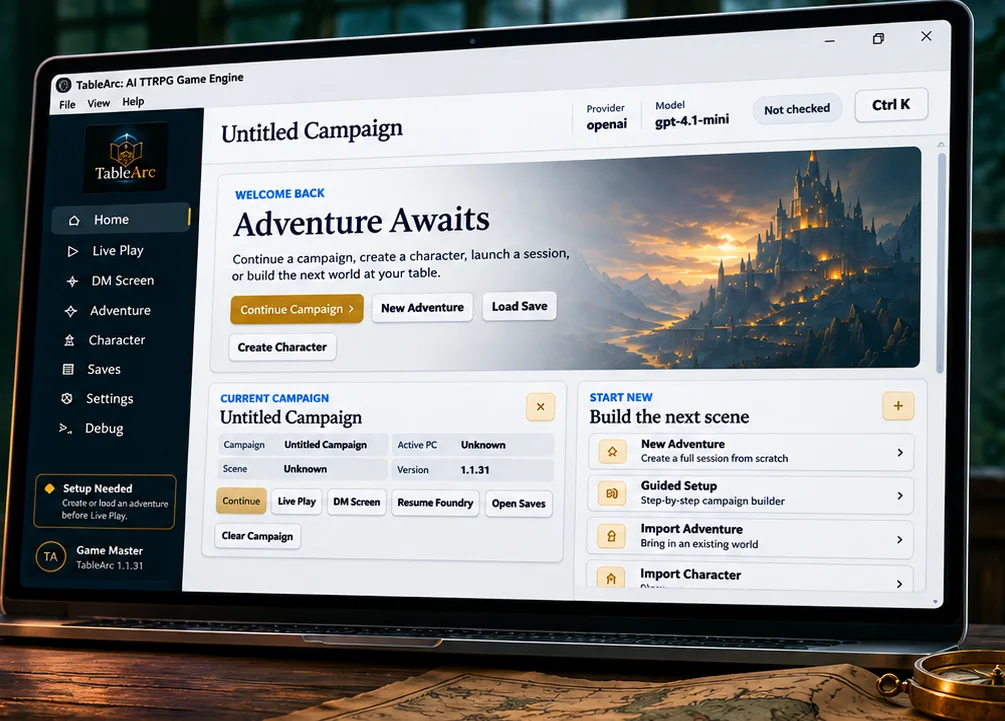 TableArc: AI TTRPG Game Engine
File View Help
TableArc
Home
Live Play
DM Screen
Adventure
Character
Saves
Settings
Debug
Setup Needed
Create or load an adventure
before Live Play.
TA
Game Master
TableArc 1.1.31
Untitled Campaign
Provider
openai
Model
gpt-4.1-mini
Not checked
Ctrl K
WELCOME BACK
Adventure Awaits
Continue a campaign, create a character, launch a session,
or build the next world at your table.
Continue Campaign
New Adventure
Load Save
Create Character
CURRENT CAMPAIGN
Untitled Campaign
Campaign Untitled Campaign
Active PC Unknown
Scene Unknown
Version 1.1.31
Continue
Live Play
DM Screen
Resume Foundry
Open Saves
Clear Campaign
START NEW
Build the next scene
New Adventure
Create a full session from scratch
Guided Setup
Step-by-step campaign builder
Import Adventure
Bring in an existing world
Import Character